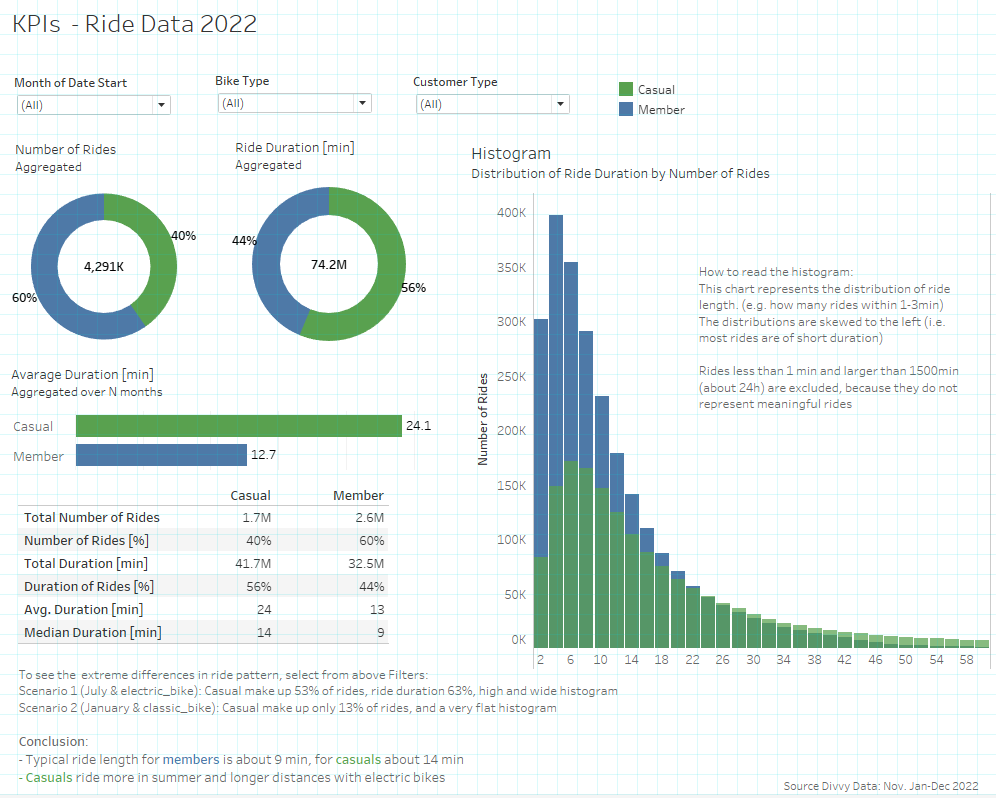 KPIs - Ride Data 2022
Month of Date Start
(All)
Bike Type
(All)
Customer Type
(All)
Casual
Member
Number of Rides
Aggregated
40%
4,291K
60%
Ride Duration [min]
Aggregated
44%
74.2M
56%
Avarage Duration [min]
Aggregated over N months
Casual 24.1
Member 12.7
Casual Member
Total Number of Rides 1.7M 2.6M
Number of Rides [%] 40% 60%
Total Duration [min] 41.7M 32.5M
Duration of Rides [%] 56% 44%
Avg. Duration [min] 24 13
Median Duration [min] 14 9
Histogram
Distribution of Ride Duration by Number of Rides
Number of Rides
400K
350K
300K
250K
200K
150K
100K
50K
0K
2 6 10 14 18 22 26 30 34 38 42 46 50 54 58
How to read the histogram:
This chart represents the distribution of ride
length. (e.g. how many rides within 1-3min)
The distributions are skewed to the left (i.e.
most rides are of short duration)
Rides less than 1 min and larger than 1500min
(about 24h) are excluded, because they do not
represent meaningful rides
To see the extreme differences in ride pattern, select from above Filters:
Scenario 1 (July & electric_bike): Casual make up 53% of rides, ride duration 63%, high and wide histogram
Scenario 2 (January & classic_bike): Casual make up only 13% of rides, and a very flat histogram
Conclusion:
- Typical ride length for members is about 9 min, for casuals about 14 min
- Casuals ride more in summer and longer distances with electric bikes
Source Divvy Data: Nov. Jan-Dec 2022